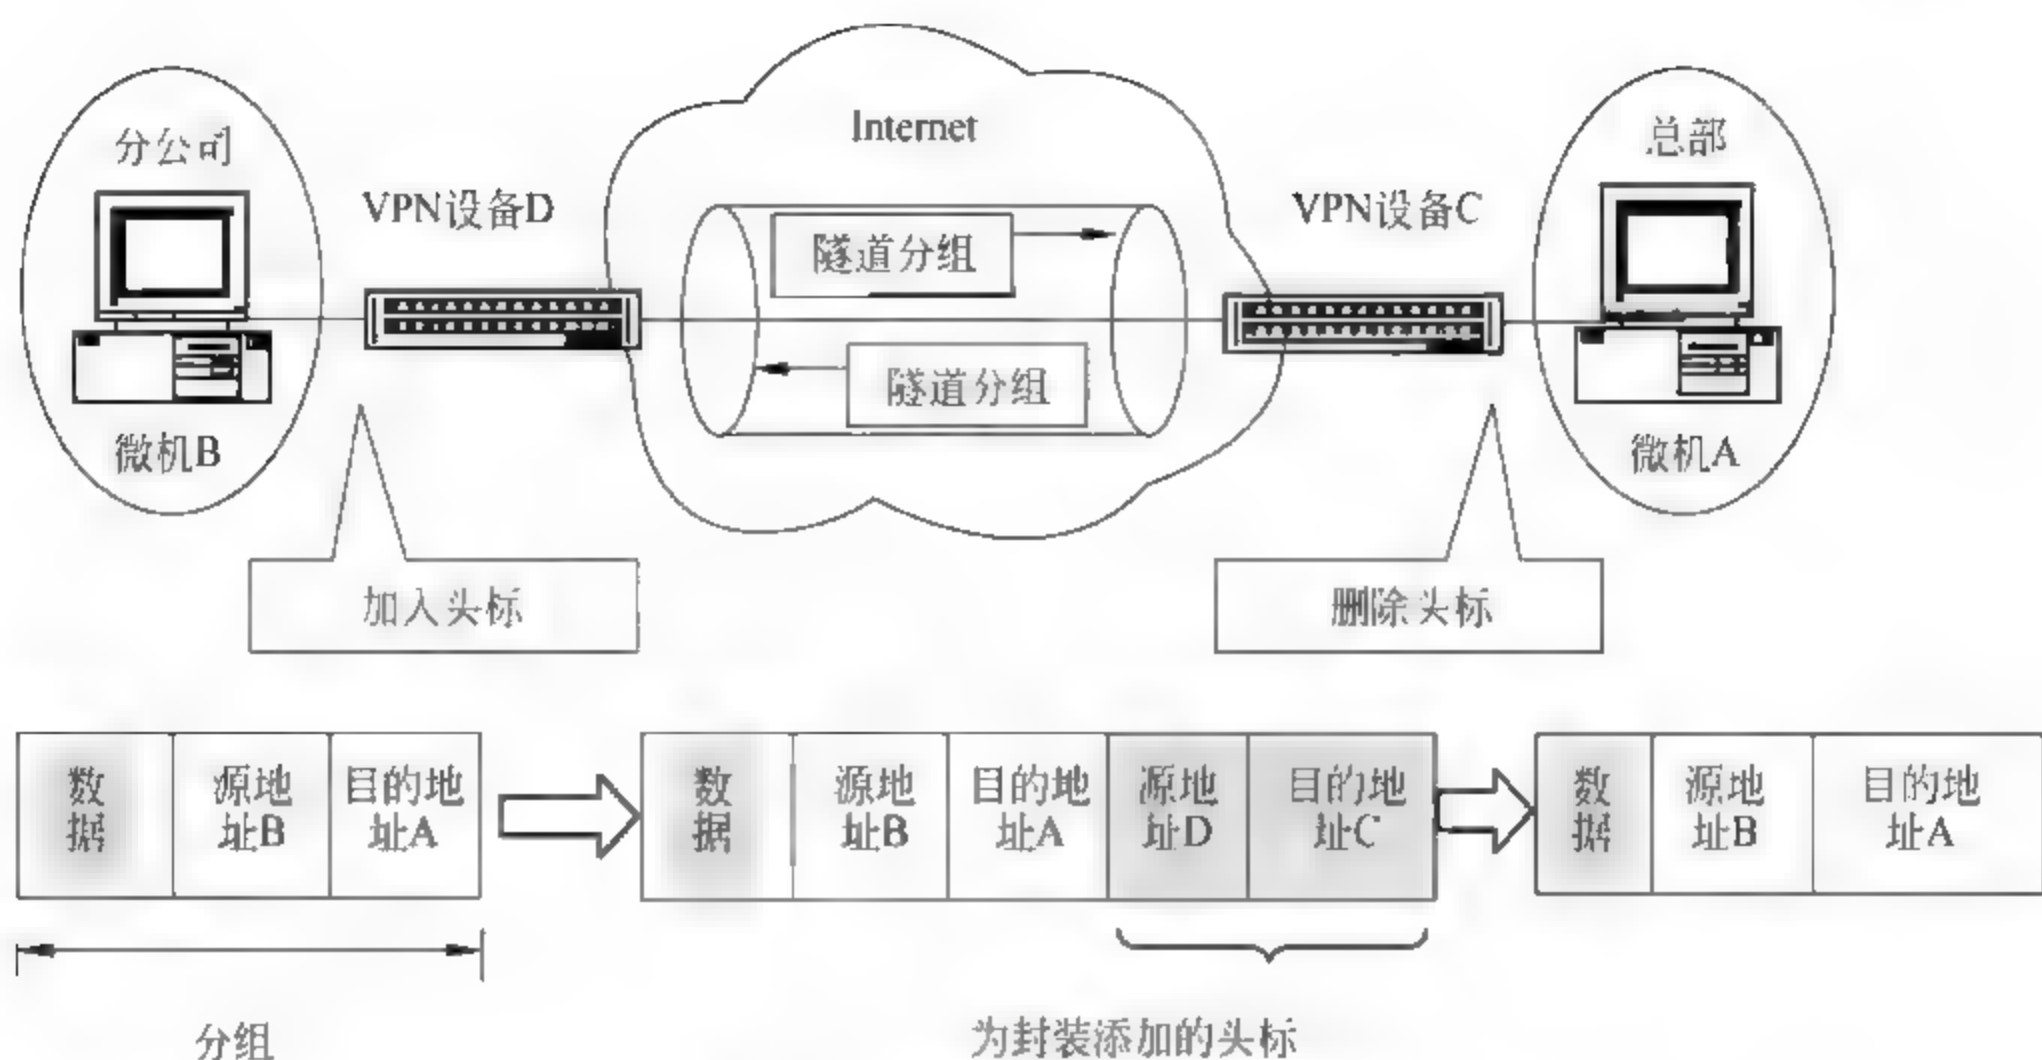 Internet
分公司
总部
VPN设备D
VPN设备C
隧道分组
隧道分组
微机B
微机A
加入头标
删除头标
数据
源地址B
目的地址A
数据
源地址B
目的地址A
源地址D
目的地址C
数据
源地址B
目的地址A
分组
为封装添加的头标